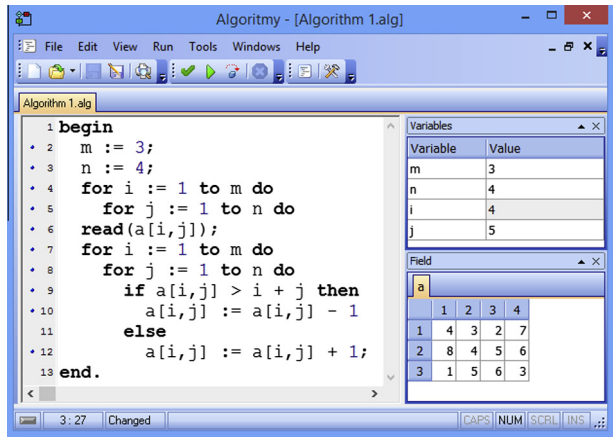 Algoritmy - [Algorithm 1.alg]
File Edit View Run Tools Windows Help
Algorithm 1.alg
1 begin
2 m := 3;
3 n := 4;
4 for i := 1 to m do
5 for j := 1 to n do
6 read(a[i,j]);
7 for i := 1 to m do
8 for j := 1 to n do
9 if a[i,j] > i + j then
10 a[i,j] := a[i,j] - 1
11 else
12 a[i,j] := a[i,j] + 1;
13 end.
Variables
Variable Value
m 3
n 4
i 4
j 5
Field
a
1 2 3 4
1 4 3 2 7
2 8 4 5 6
3 1 5 6 3
3 : 27 Changed CAPS NUM SCRL INS